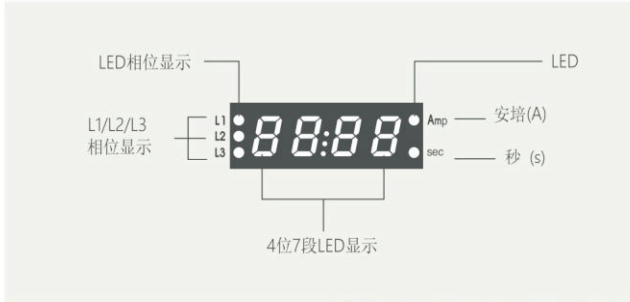 LED相位显示
LED
L1
Amp
安培(A)
L1/L2/L3
相位显示
L2
88:88
L3
sec
秒 (s)
4位7段LED显示